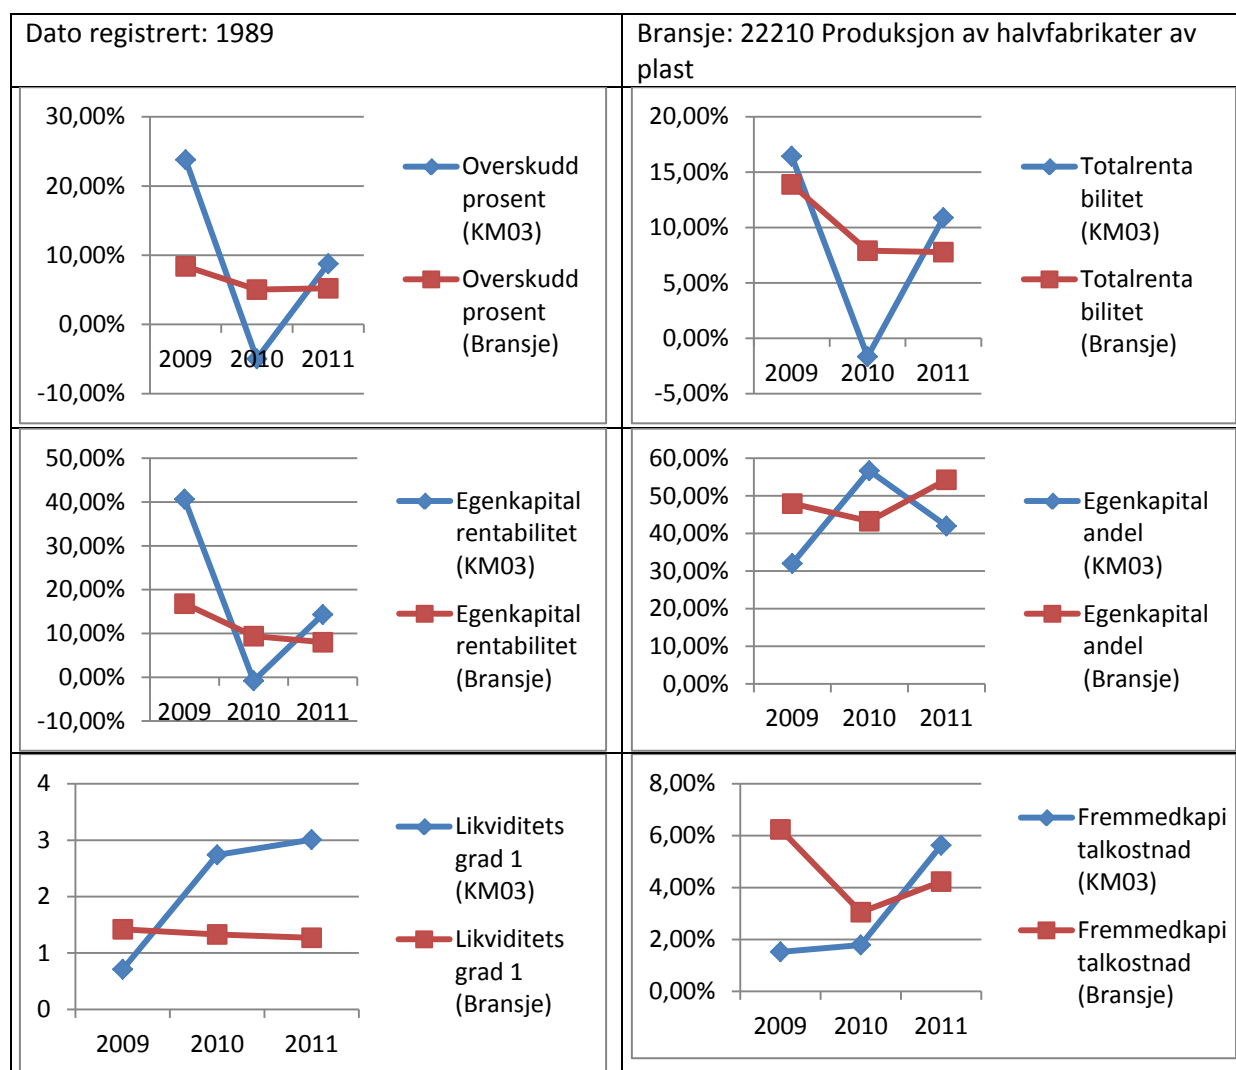 Dato registrert: 1989
Bransje: 22210 Produksjon av halvfabrikater av
plast
30,00%
20,00%
10,00%
0,00%
-10,00%
2009
2010
2011
Overskudd
prosent
(KM03)
Overskudd
prosent
(Bransje)
20,00%
15,00%
10,00%
5,00%
0,00%
-5,00%
2009
2010
2011
Totalrenta
bilitet
(KM03)
Totalrenta
bilitet
(Bransje)
50,00%
40,00%
30,00%
20,00%
10,00%
0,00%
-10,00%
2009
2010
2011
Egenkapital
rentabilitet
(KM03)
Egenkapital
rentabilitet
(Bransje)
60,00%
50,00%
40,00%
30,00%
20,00%
10,00%
0,00%
2009
2010
2011
Egenkapital
andel
(KM03)
Egenkapital
andel
(Bransje)
4
3
2
1
0
2009
2010
2011
Likviditets
grad 1
(KM03)
Likviditets
grad 1
(Bransje)
8,00%
6,00%
4,00%
2,00%
0,00%
2009
2010
2011
Fremmedkapi
talkostnad
(KM03)
Fremmedkapi
talkostnad
(Bransje)